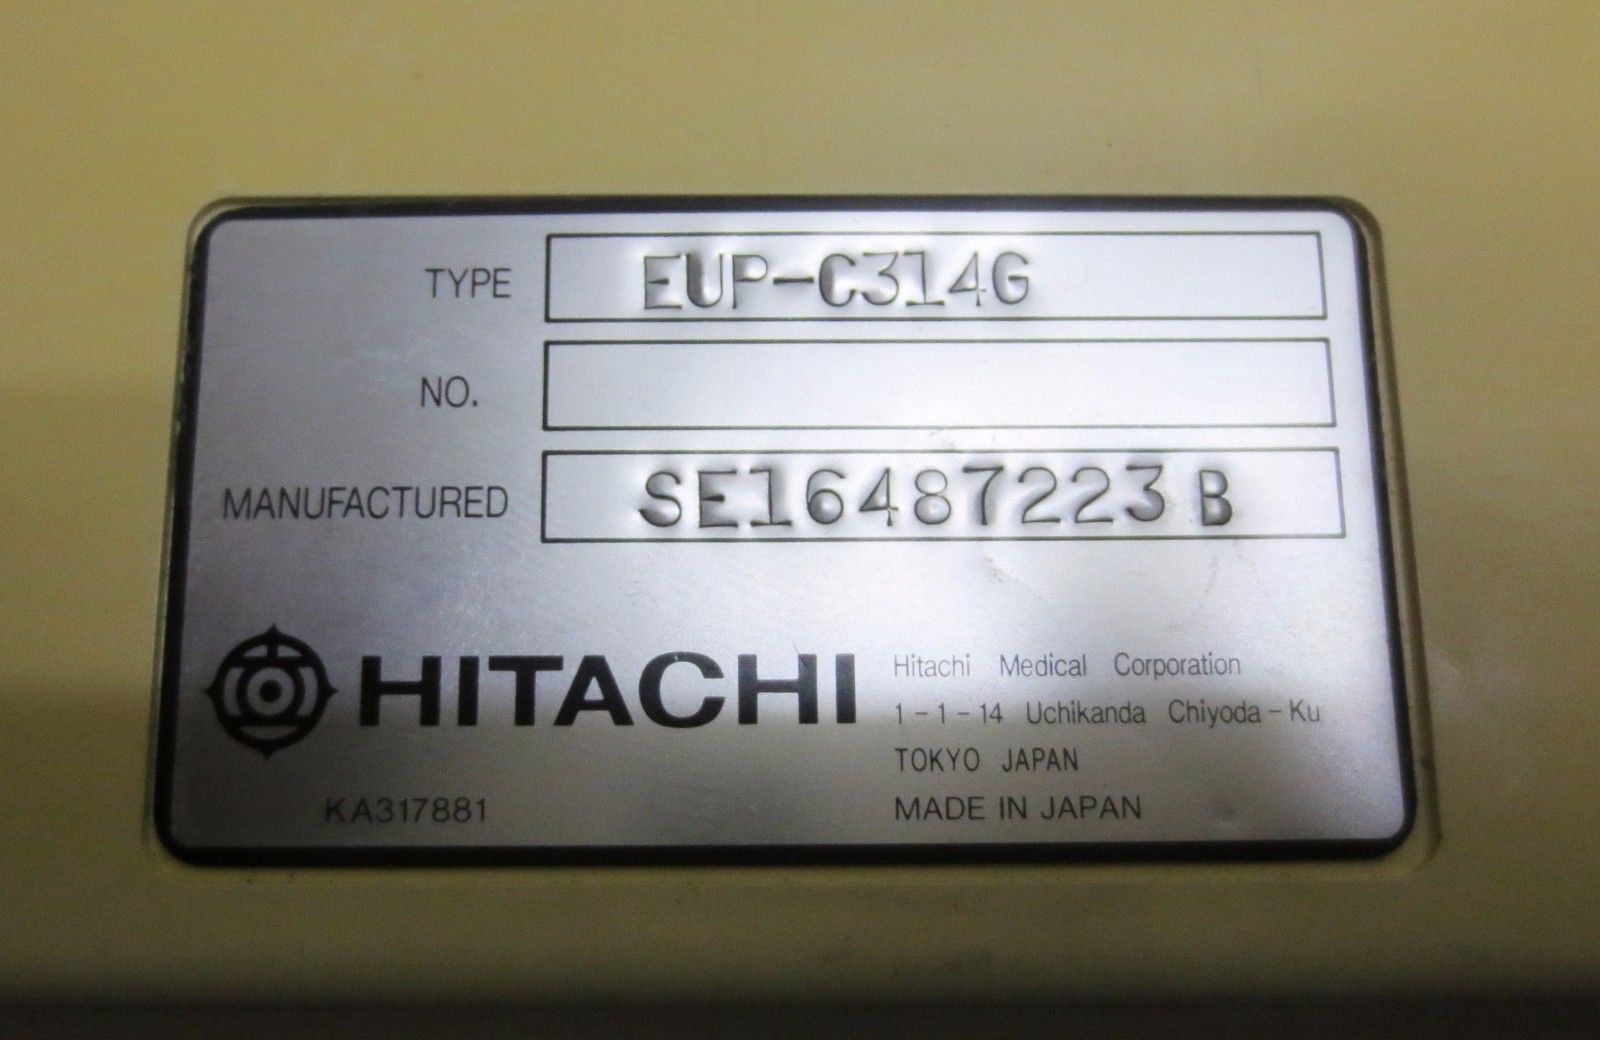 TYPE EUP-C314G
NO.
MANUFACTURED SE16487223B
HITACHI
Hitachi Medical Corporation
1-1-14 Uchikanda Chiyoda-Ku
TOKYO JAPAN
KA317881
MADE IN JAPAN